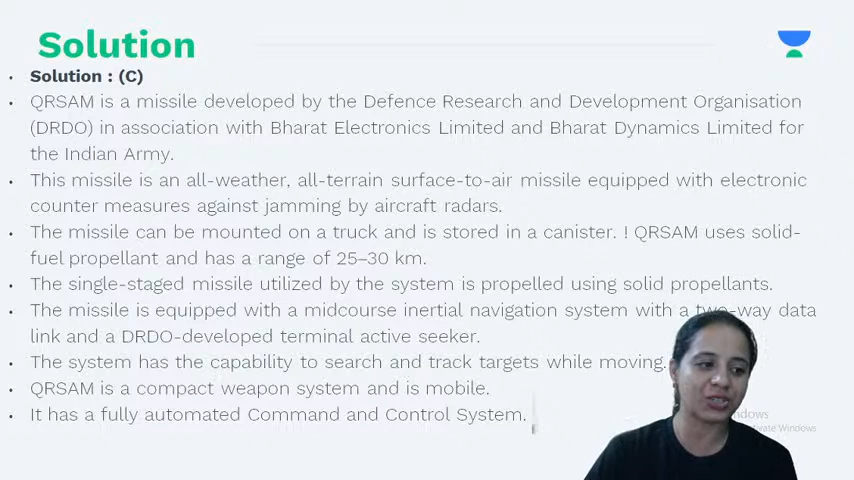 Solution
• Solution : (C)
• QRSAM is a missile developed by the Defence Research and Development Organisation
(DRDO) in association with Bharat Electronics Limited and Bharat Dynamics Limited for
the Indian Army.
• This missile is an all-weather, all-terrain surface-to-air missile equipped with electronic
counter measures against jamming by aircraft radars.
• The missile can be mounted on a truck and is stored in a canister. ! QRSAM uses solid-
fuel propellant and has a range of 25–30 km.
• The single-staged missile utilized by the system is propelled using solid propellants.
• The missile is equipped with a midcourse inertial navigation system with a two-way data
link and a DRDO-developed terminal active seeker.
• The system has the capability to search and track targets while moving.
• QRSAM is a compact weapon system and is mobile.
• It has a fully automated Command and Control System.
Windows